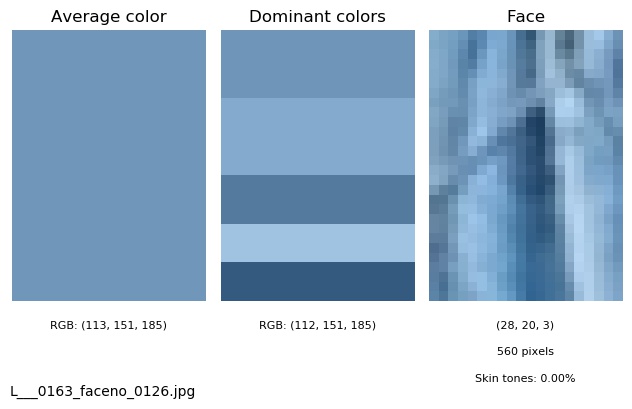 Average color
Dominant colors
Face
RGB: (113, 151, 185)
RGB: (112, 151, 185)
(28, 20, 3)
560 pixels
Skin tones: 0.00%
L___0163_faceno_0126.jpg